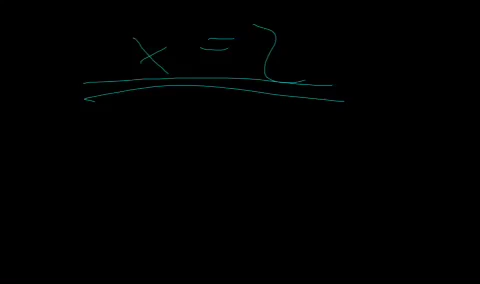 x = 2